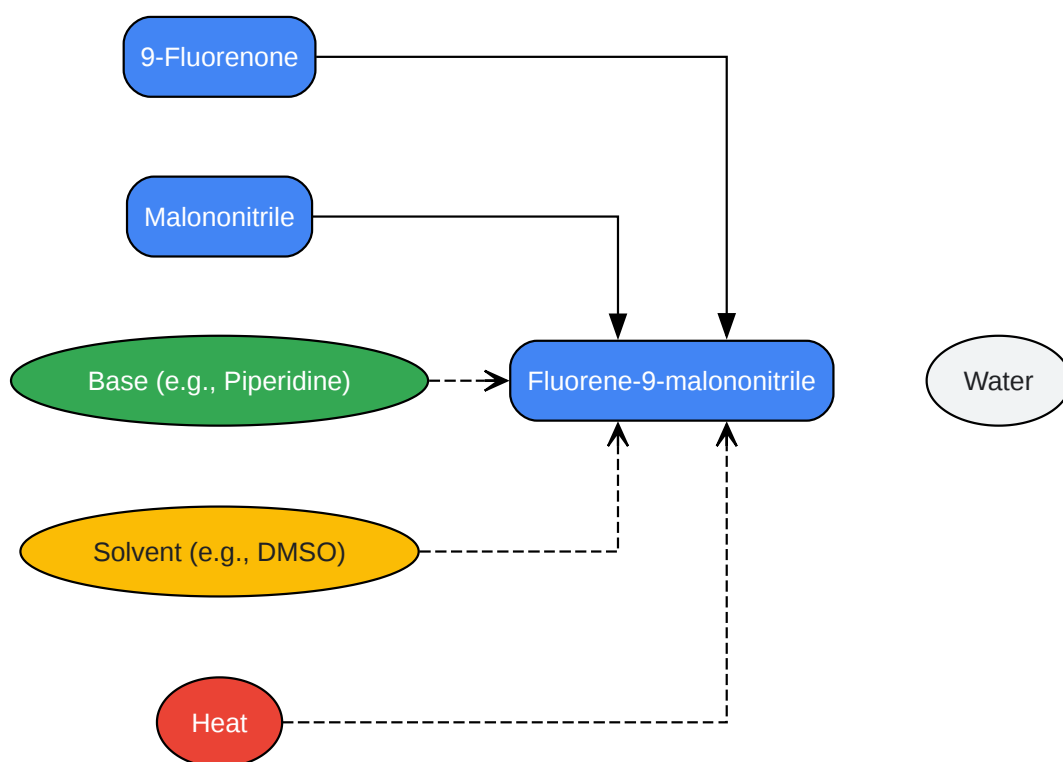 9-Fluorenone
Malononitrile
Base (e.g., Piperidine)
Fluorene-9-malononitrile
Water
Solvent (e.g., DMSO)
Heat